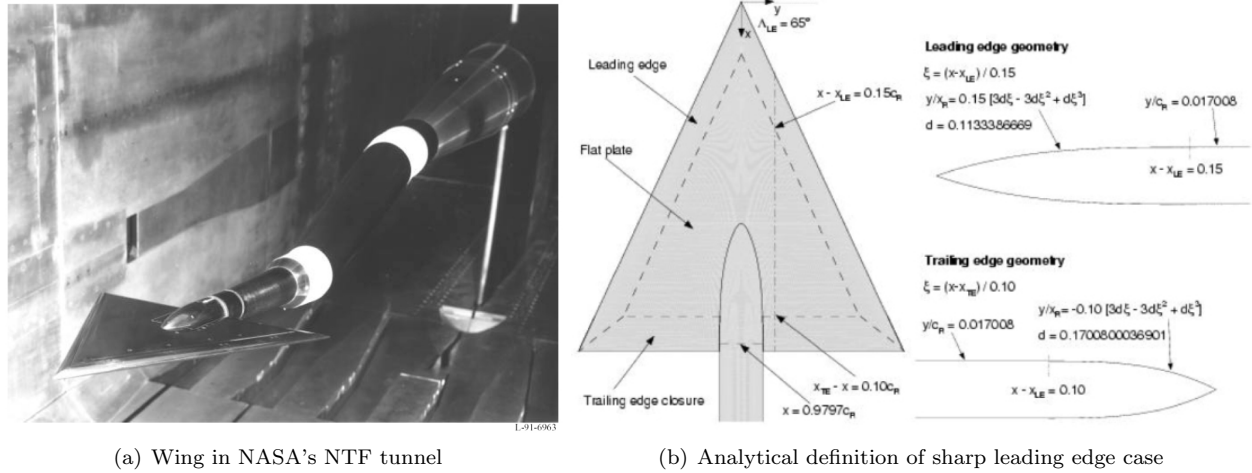 L-91-6963
(a) Wing in NASA's NTF tunnel
y
Λ_LE = 65°
x
Leading edge
x - x_LE = 0.15c_R
Flat plate
Trailing edge closure
x_TE - x = 0.10c_R
x = 0.9797c_R
Leading edge geometry
ξ = (x-x_LE) / 0.15
y/x_R = 0.15 [3dξ - 3dξ² + dξ³]
y/c_R = 0.017008
d = 0.1133386669
x - x_LE = 0.15
Trailing edge geometry
ξ = (x-x_TE) / 0.10
y/x_R = -0.10 [3dξ - 3dξ² + dξ³]
y/c_R = 0.017008
d = 0.1700800036901
x - x_LE = 0.10
(b) Analytical definition of sharp leading edge case